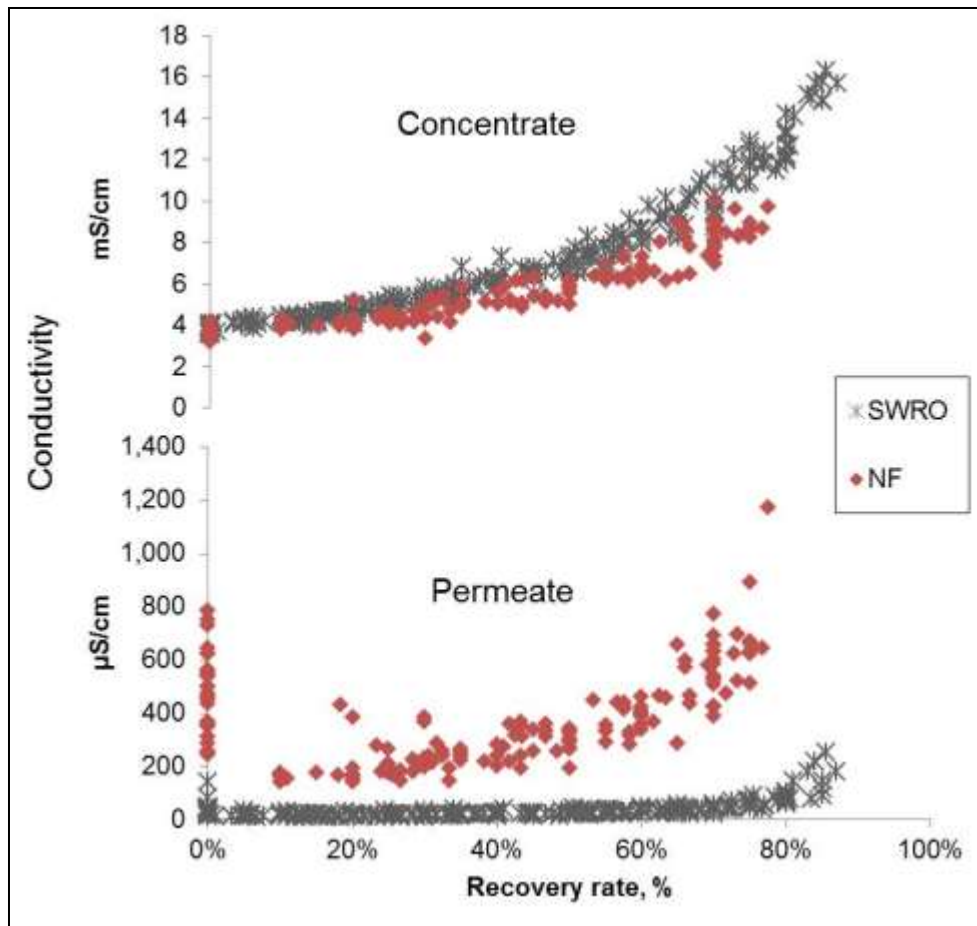 18
16
14
12
10
8
6
4
2
0
Concentrate
mS/cm
Conductivity
SWRO
NF
1,400
1,200
1,000
800
600
400
200
0
Permeate
µS/cm
0% 20% 40% 60% 80% 100%
Recovery rate, %